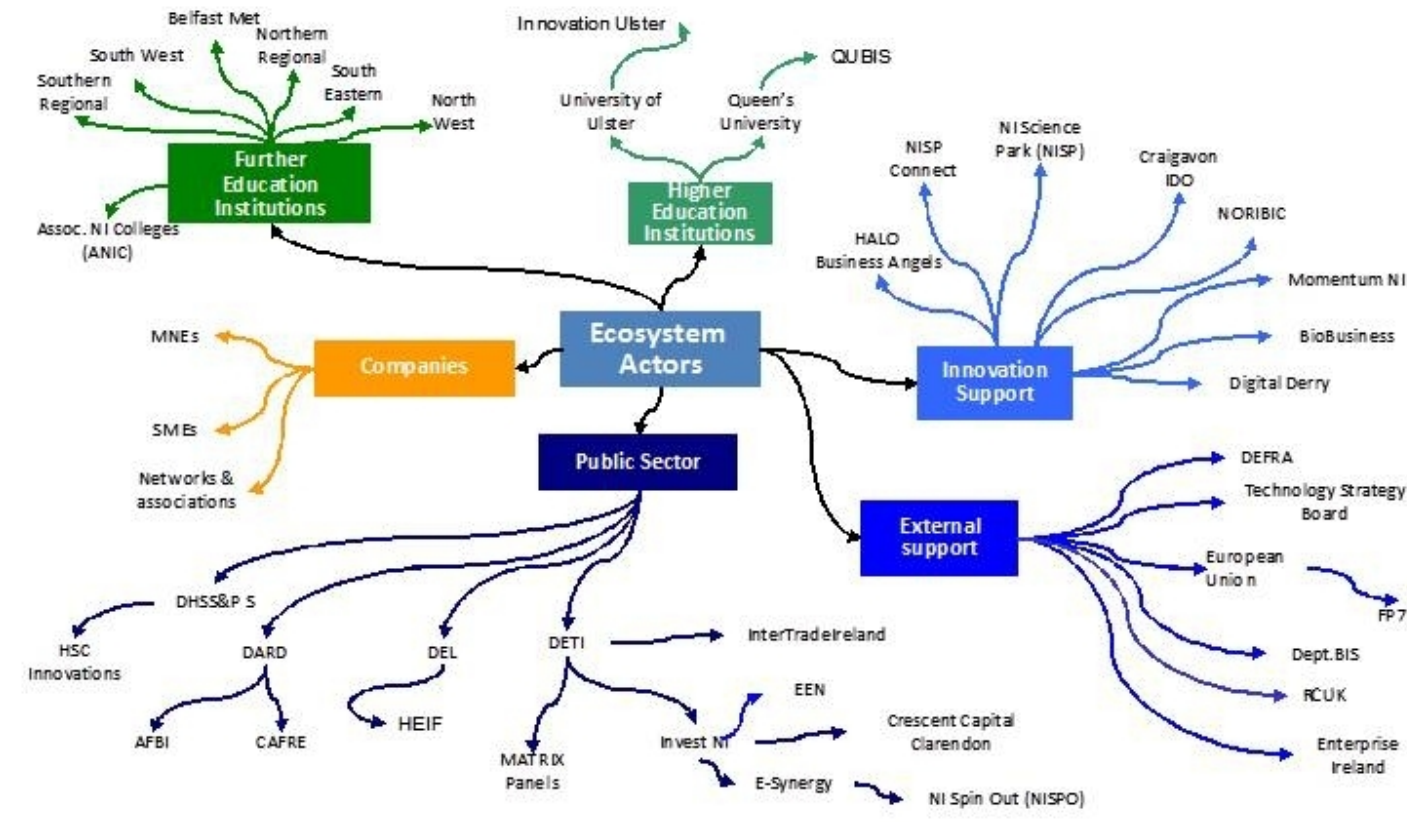 Belfast Met
Northern
Regional
South West
South
Eastern
Southern
Regional
North
West
Further
Education
Institutions
Assoc. NI Colleges
(ANIC)
Innovation Ulster
QUBIS
University of
Ulster
Queen's
University
Higher
Education
Institutions
NISP
Connect
NI Science
Park (NISP)
Craigavon
IDO
NORIBIC
HALO
Business Angels
Momentum NI
BioBusiness
Digital Derry
Innovation
Support
Ecosystem
Actors
MNEs
Companies
SMEs
Networks &
associations
Public Sector
External
support
DEFRA
Technology Strategy
Board
European
Union
FP7
Dept.BIS
RCUK
Enterprise
Ireland
DHSS&PS
HSC
Innovations
DARD
AFBI
CAFRE
DEL
HEIF
DETI
InterTradeIreland
MATRIX
Panels
Invest NI
EEN
Crescent Capital
Clarendon
E-Synergy
NI Spin Out (NISPO)